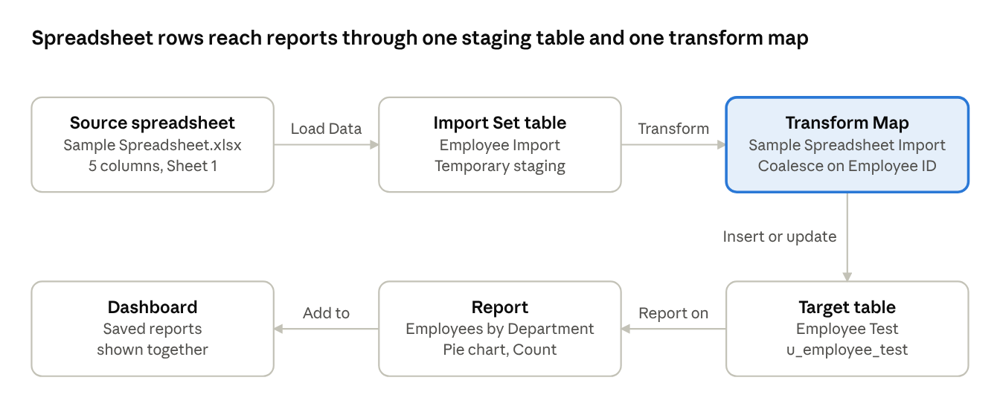 Spreadsheet rows reach reports through one staging table and one transform map
Source spreadsheet
Sample Spreadsheet.xlsx
5 columns, Sheet 1
Load Data
Import Set table
Employee Import
Temporary staging
Transform
Transform Map
Sample Spreadsheet Import
Coalesce on Employee ID
Insert or update
Dashboard
Saved reports
shown together
Add to
Report
Employees by Department
Pie chart, Count
Report on
Target table
Employee Test
u_employee_test